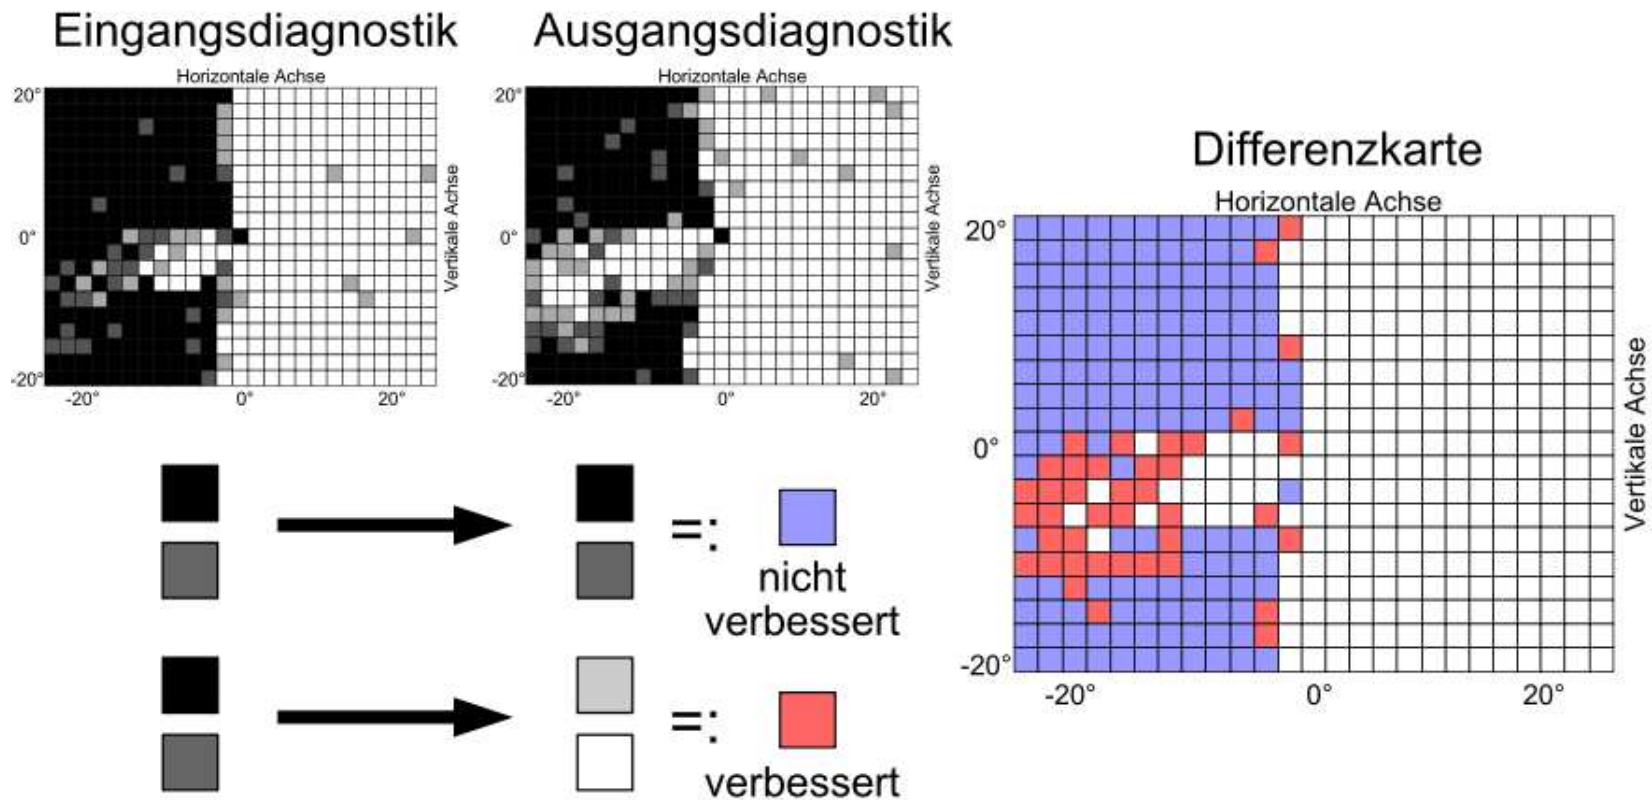 Eingangsdiagnostik
Horizontale Achse
20°
0°
-20°
-20°
0°
20°
Vertikale Achse
Ausgangsdiagnostik
Horizontale Achse
20°
0°
-20°
-20°
0°
20°
Vertikale Achse
Differenzkarte
Horizontale Achse
20°
0°
-20°
-20°
0°
20°
Vertikale Achse
=:
nicht
verbessert
=:
verbessert